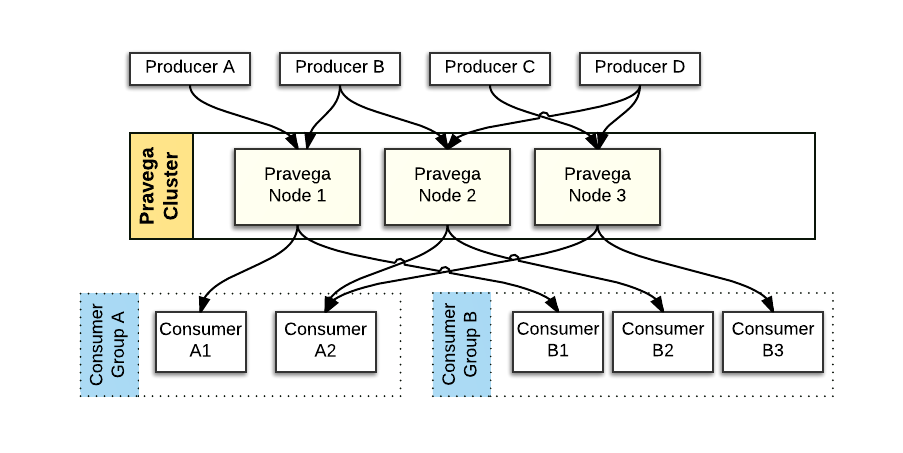 Producer A
Producer B
Producer C
Producer D
Pravega
Cluster
Pravega
Node 1
Pravega
Node 2
Pravega
Node 3
Consumer
Group A
Consumer
A1
Consumer
A2
Consumer
Group B
Consumer
B1
Consumer
B2
Consumer
B3